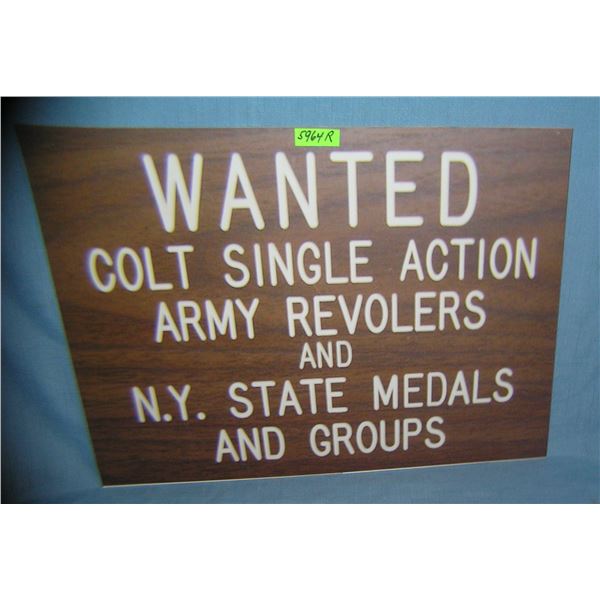 5964R
WANTED
COLT SINGLE ACTION
ARMY REVOLERS
AND
N.Y. STATE MEDALS
AND GROUPS